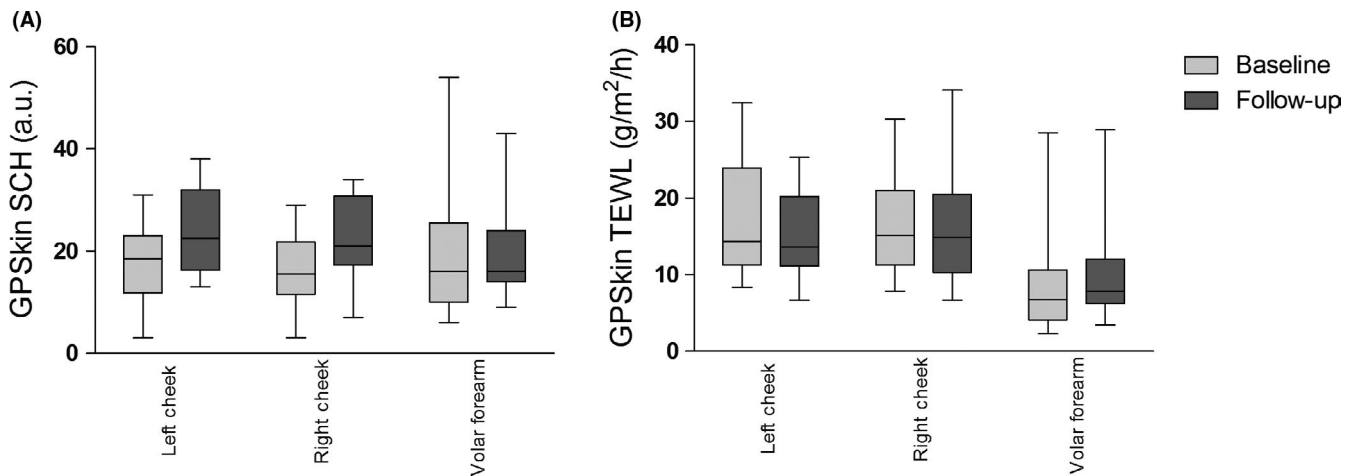 (A)
GPSkin SCH (a.u.)
60
40
20
0
Left cheek
Right cheek
Volar forearm
(B)
GPSkin TEWL (g/m²/h)
40
30
20
10
0
Left cheek
Right cheek
Volar forearm
Baseline
Follow-up